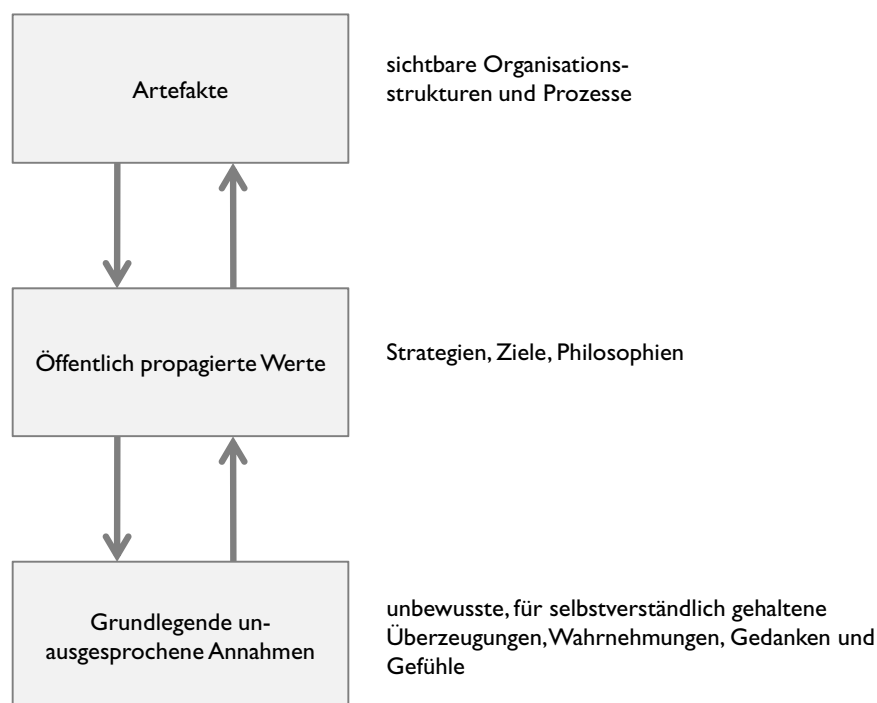 Artefakte
sichtbare Organisations-
strukturen und Prozesse
Öffentlich propagierte Werte
Strategien, Ziele, Philosophien
Grundlegende un-
ausgesprochene Annahmen
unbewusste, für selbstverständlich gehaltene
Überzeugungen, Wahrnehmungen, Gedanken und
Gefühle